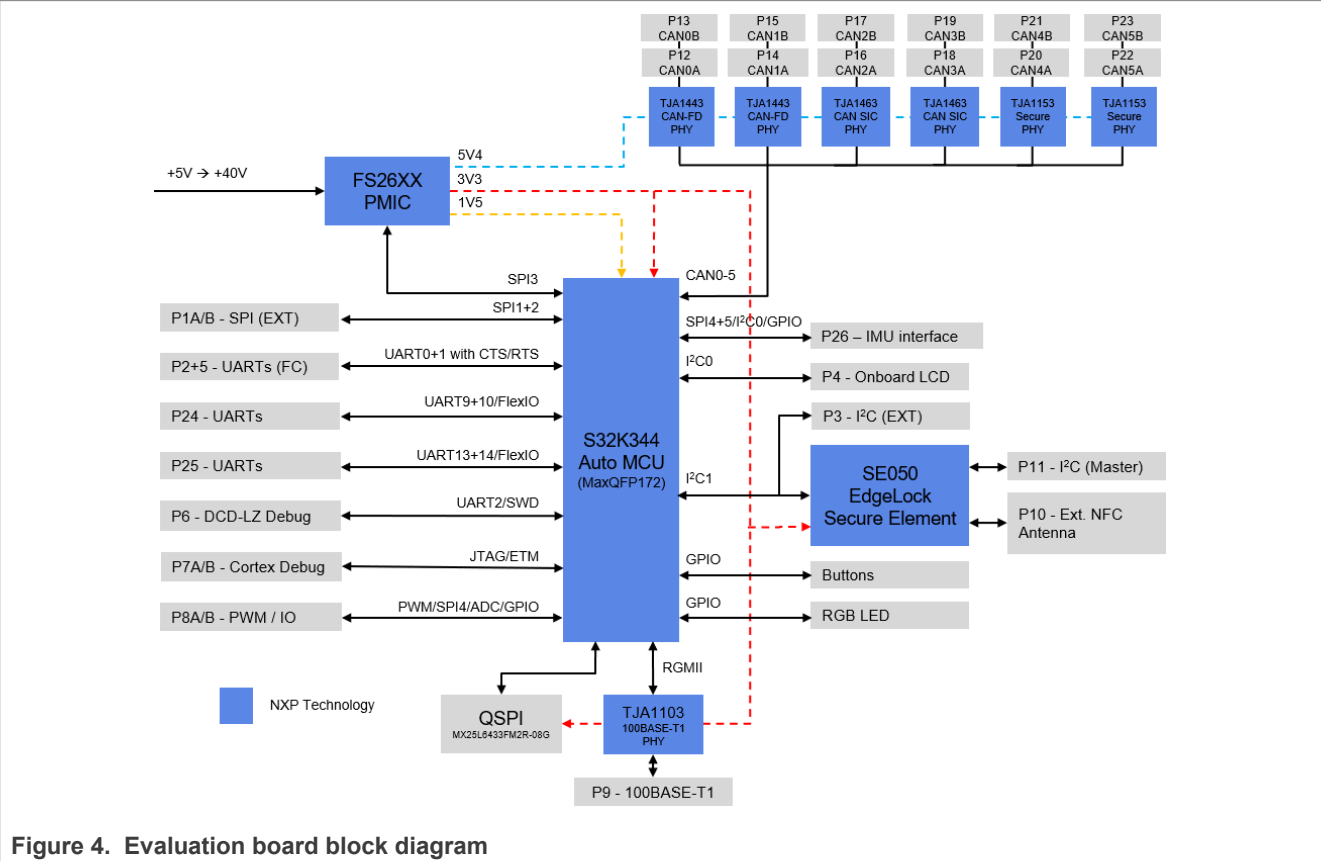 P13
CAN0B
P15
CAN1B
P17
CAN2B
P19
CAN3B
P21
CAN4B
P23
CAN5B
P12
CAN0A
P14
CAN1A
P16
CAN2A
P18
CAN3A
P20
CAN4A
P22
CAN5A
TJA1443
CAN-FD
PHY
TJA1443
CAN-FD
PHY
TJA1463
CAN SIC
PHY
TJA1463
CAN SIC
PHY
TJA1153
Secure
PHY
TJA1153
Secure
PHY
+5V → +40V
FS26XX
PMIC
5V4
3V3
1V5
SPI3
CAN0-5
P1A/B - SPI (EXT)
SPI1+2
SPI4+5/I²C0/GPIO
P26 – IMU interface
P2+5 - UARTs (FC)
UART0+1 with CTS/RTS
I²C0
P4 - Onboard LCD
P24 - UARTs
UART9+10/FlexIO
P3 - I²C (EXT)
S32K344
Auto MCU
(MaxQFP172)
P25 - UARTs
UART13+14/FlexIO
I²C1
SE050
EdgeLock
Secure Element
P11 - I²C (Master)
P6 - DCD-LZ Debug
UART2/SWD
P10 - Ext. NFC
Antenna
P7A/B - Cortex Debug
JTAG/ETM
GPIO
Buttons
P8A/B - PWM / IO
PWM/SPI4/ADC/GPIO
GPIO
RGB LED
RGMII
NXP Technology
QSPI
MX25L6433FM2R-08G
TJA1103
100BASE-T1
PHY
P9 - 100BASE-T1
Figure 4. Evaluation board block diagram